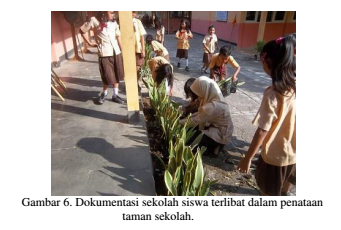 Gambar 6. Dokumentasi sekolah siswa terlibat dalam penataan
taman sekolah.